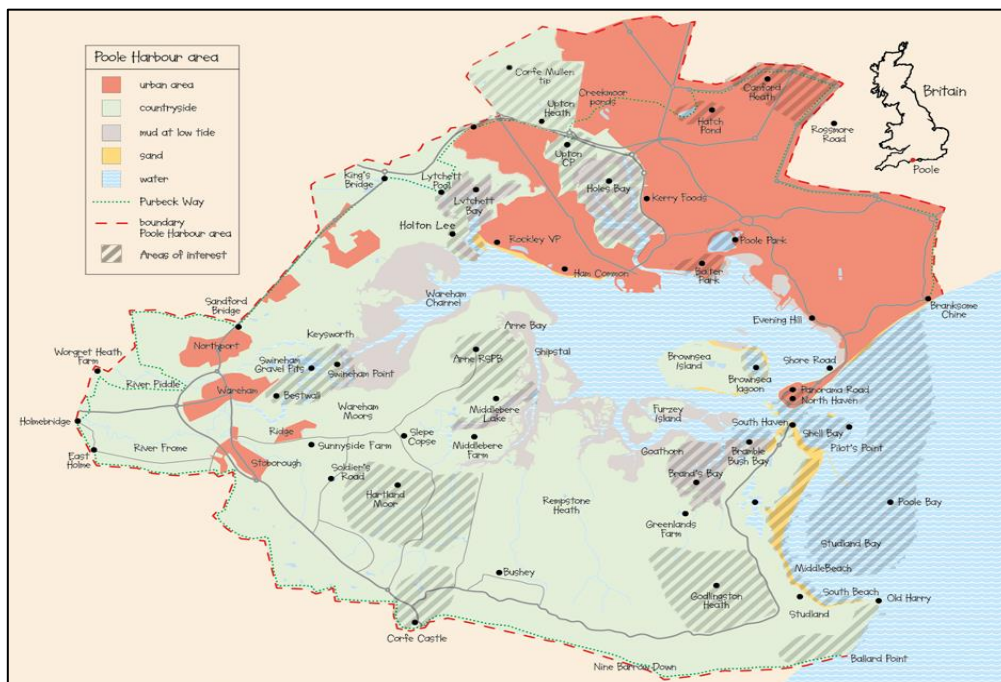 Poole Harbour area
urban area
countryside
mud at low tide
sand
water
Purbeck Way
boundary
Poole Harbour area
Areas of interest
Britain
Poole
Corfe Mullen
tip
Upton
Heath
Creekmoor
ponds
Canford
Heath
Hatch
Pond
Rossmore
Road
Upton
CP
Holes Bay
Kerry Foods
King's
Bridge
Lytchett
Pool
Lytchett
Bay
Holton Lee
Rockley VP
Ham Common
Poole Park
Baiter
Park
Evening Hill
Branksome
Chine
Shore Road
Panorama Road
North Haven
Sandford
Bridge
Wareham
Channel
Arne Bay
Keysworth
Northport
Swineham
Gravel Pits
Swineham Point
Arne RSPB
Shipstal
Brownsea
Island
Brownsea
lagoon
Worgret Heath
Farm
River Piddle
Wareham
Bestwall
Wareham
Moors
Middlebere
Lake
Furzey
Island
South Haven
Shell Bay
Pilot's Point
Holmebridge
Ridge
Sunnyside Farm
Slepe
Copse
Middlebere
Farm
Goathorn
Bramble
Bush Bay
East
Holme
River Frome
Stoborough
Soldier's
Road
Hartland
Moor
Brand's Bay
Rempstone
Heath
Greenlands
Farm
Poole Bay
Studland Bay
MiddleBeach
Bushey
Godlingston
Heath
South Beach
Old Harry
Studland
Corfe Castle
Nine Barrow Down
Ballard Point